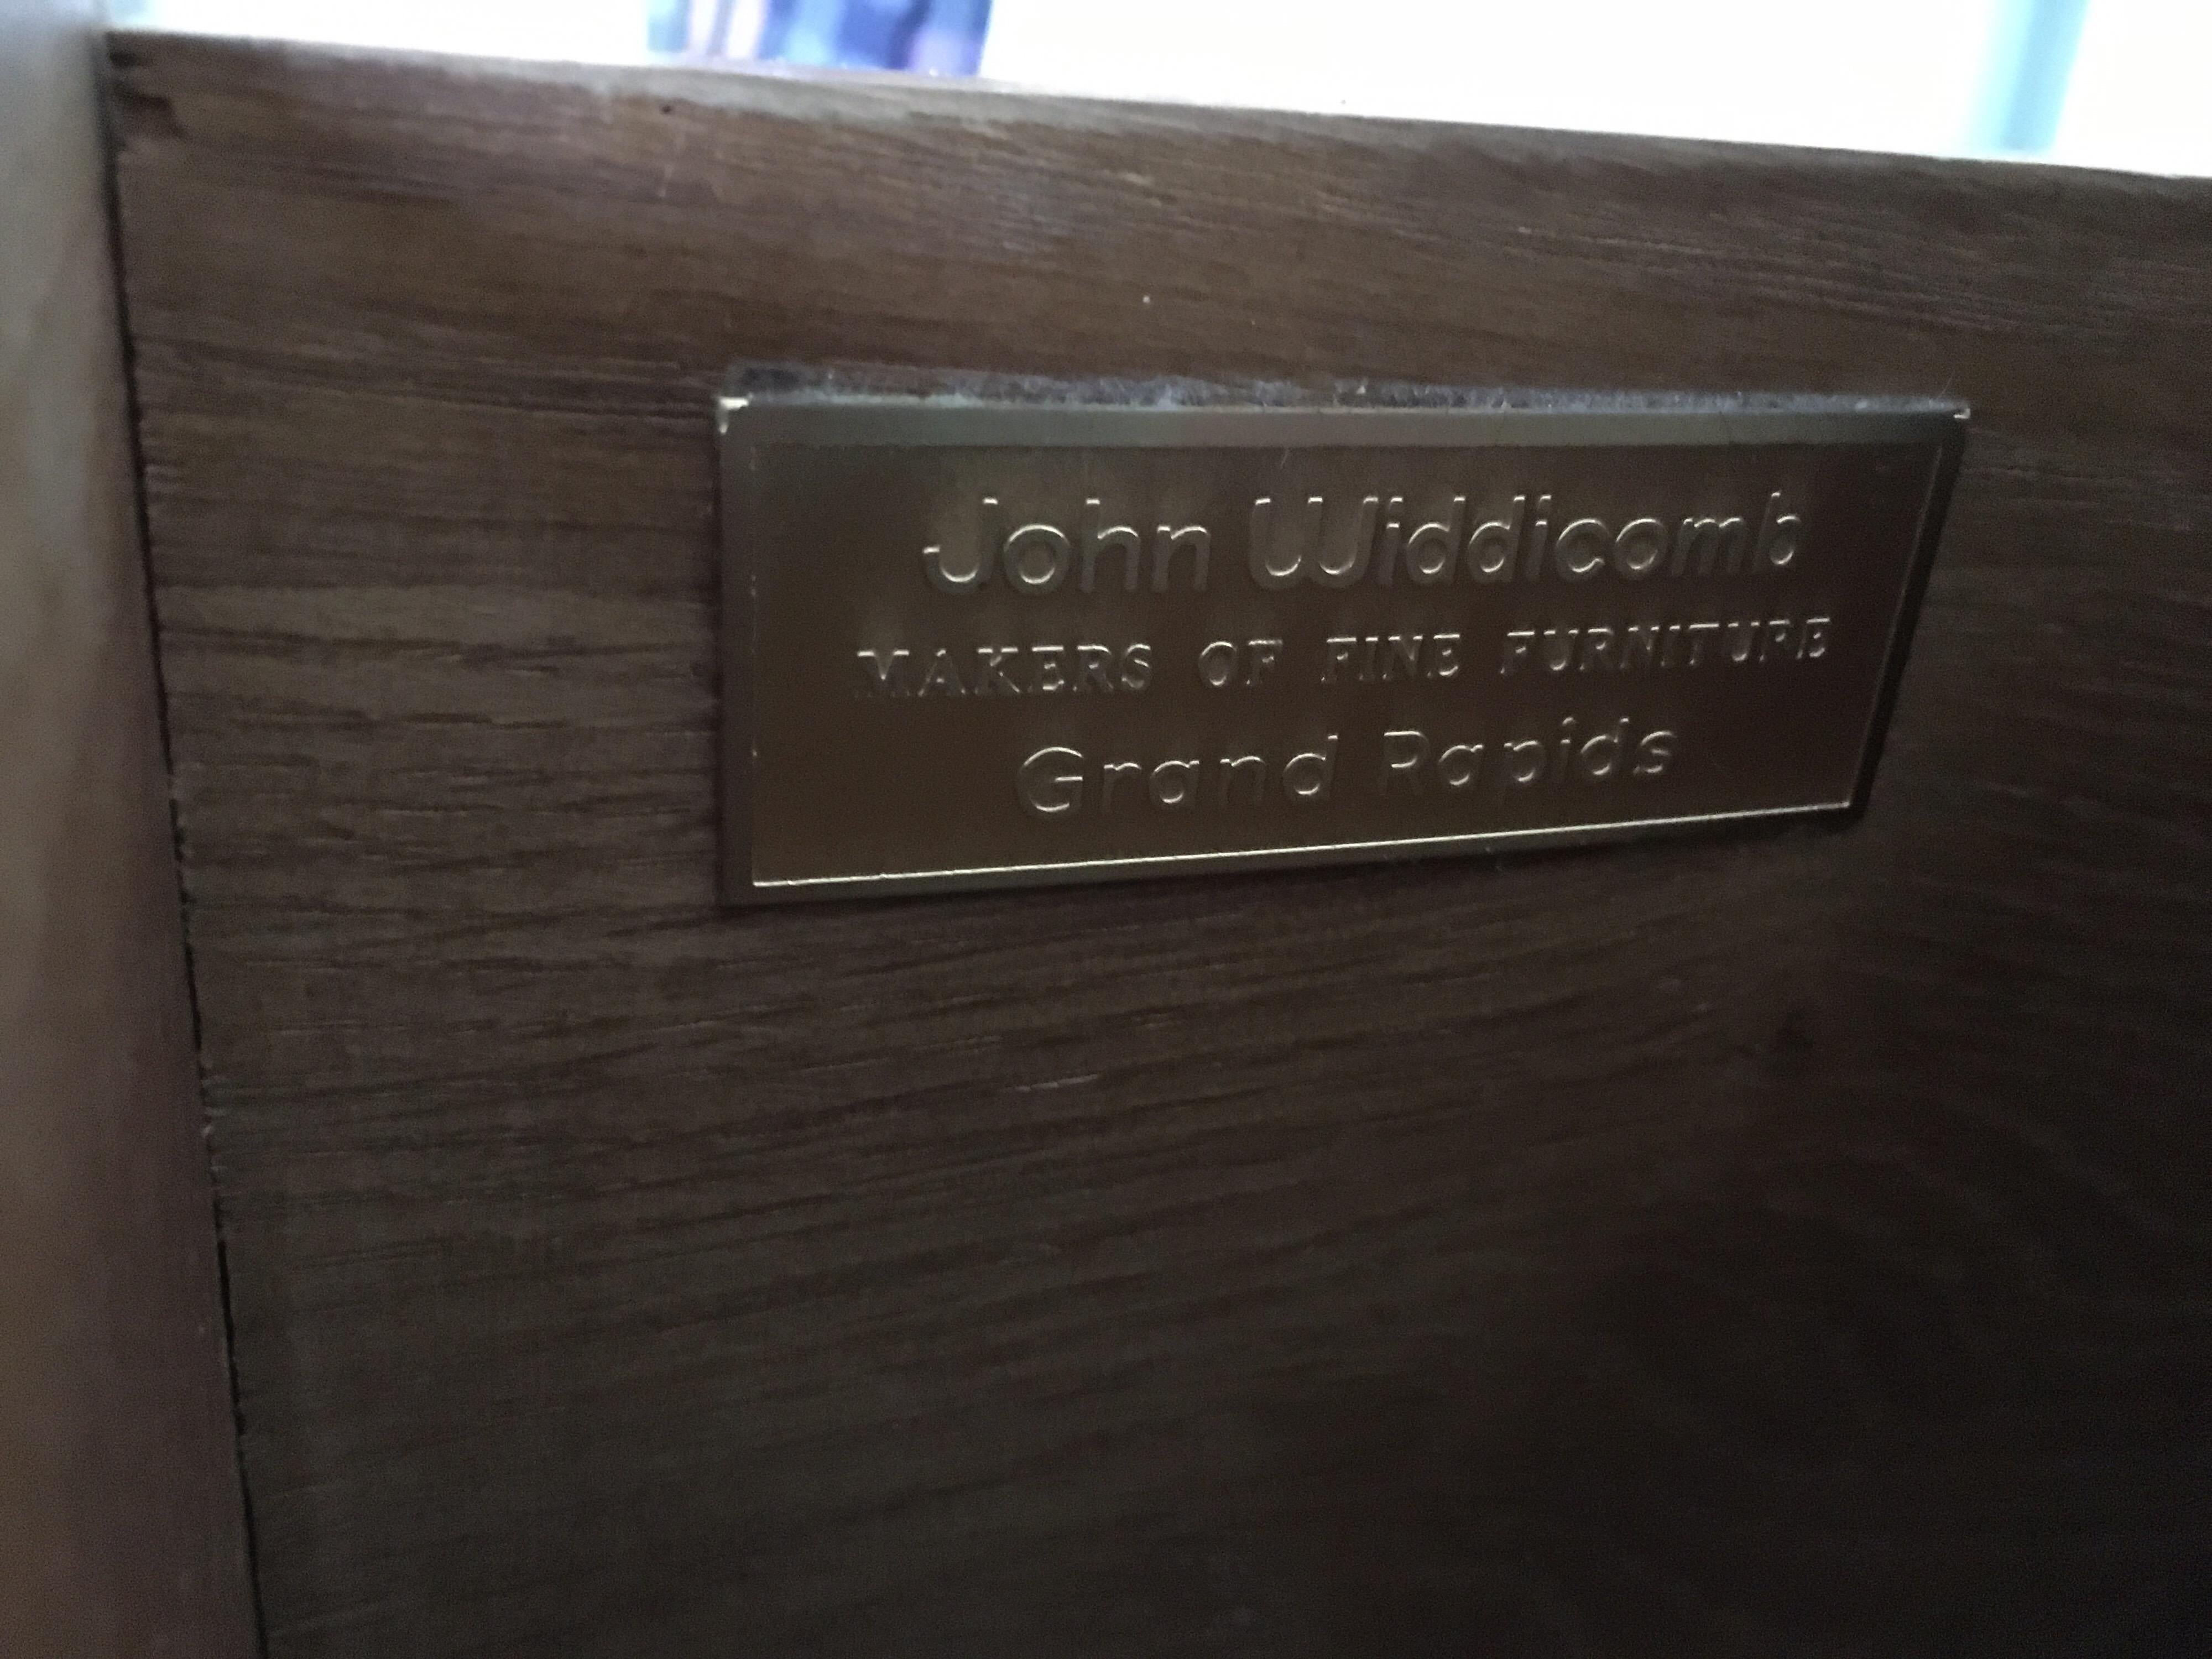 John Widdicomb
MAKERS OF FINE FURNITURE
Grand Rapids